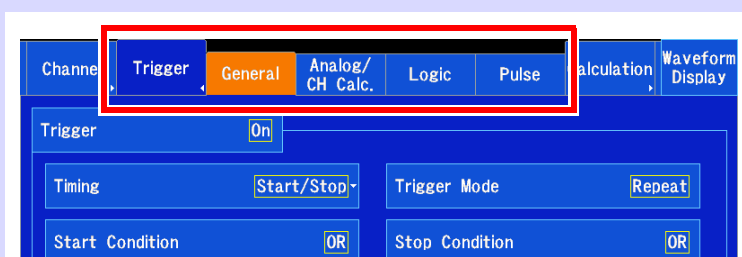 Channe Trigger General Analog/ CH Calc. Logic Pulse alculation Waveform Display
Trigger On
Timing Start/Stop Trigger Mode Repeat
Start Condition OR Stop Condition OR